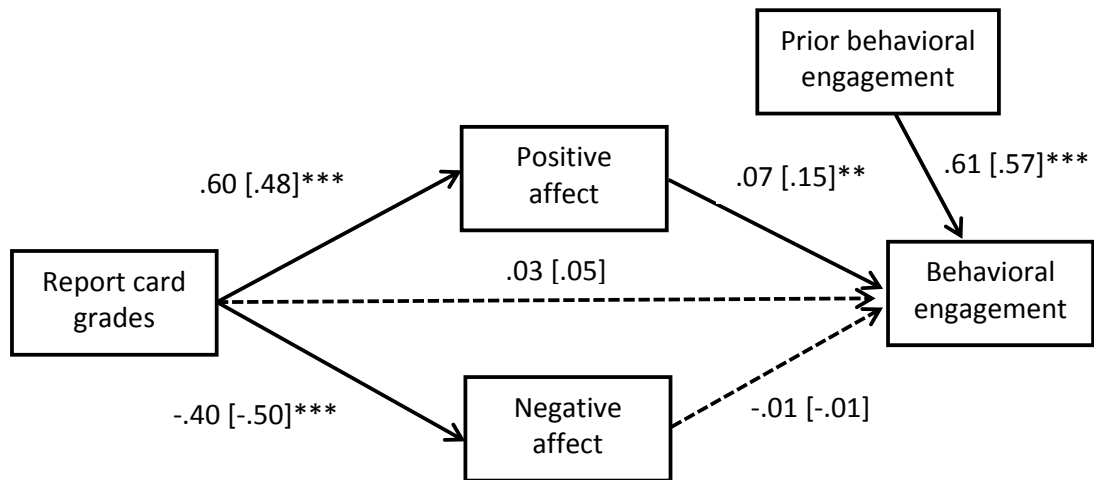 Prior behavioral
engagement
Positive
affect
.60 [.48]***
.07 [.15]**
.61 [.57]***
Report card
grades
.03 [.05]
Behavioral
engagement
-.40 [-.50]***
Negative
affect
-.01 [-.01]